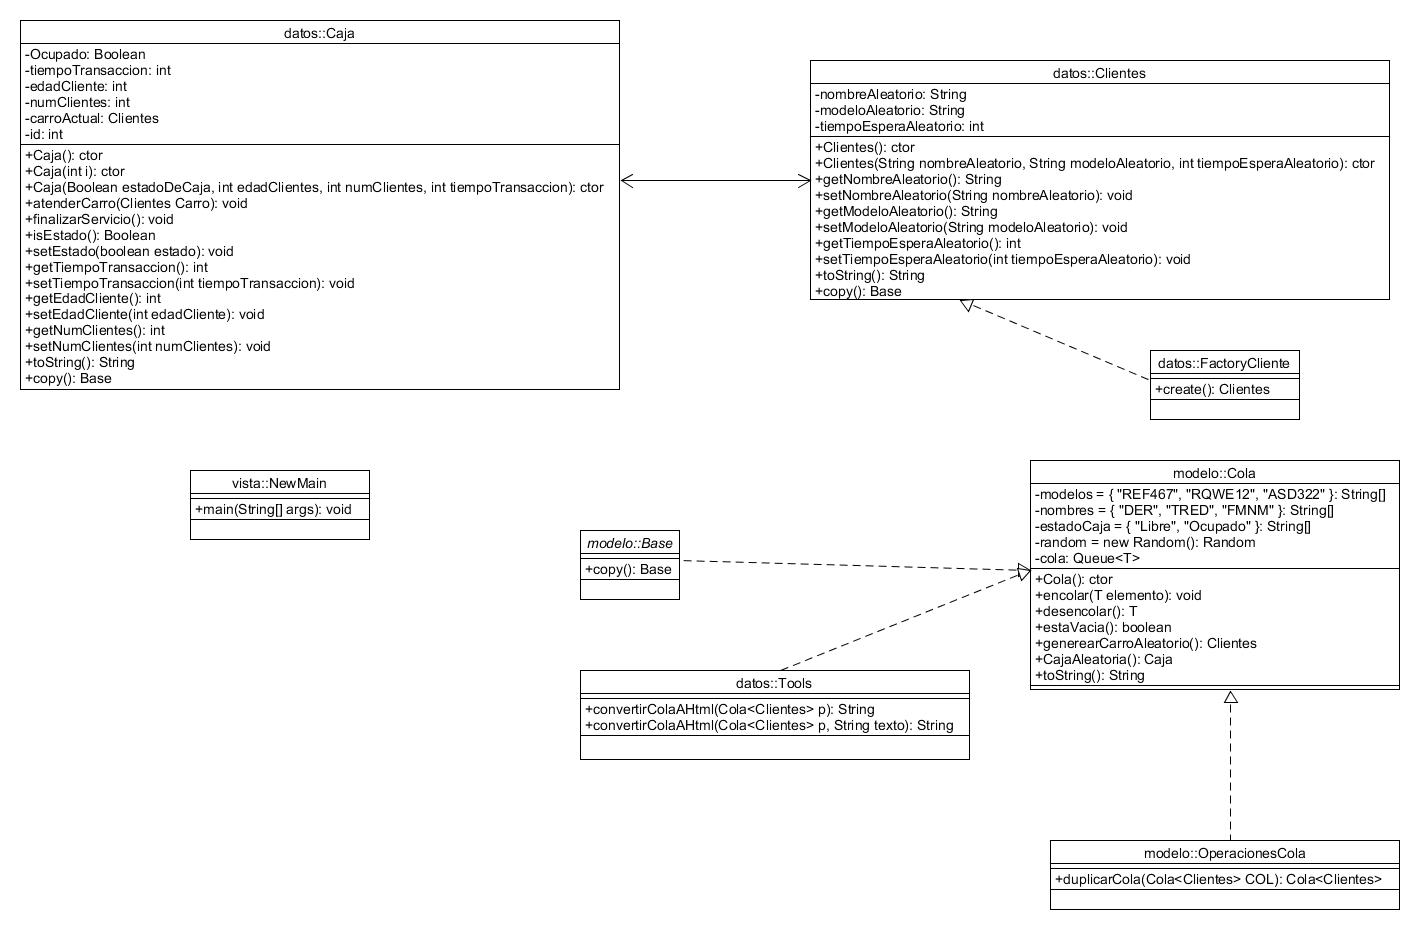 datos::Caja
-Ocupado: Boolean
-tiempoTransaccion: int
-edadCliente: int
-numClientes: int
-carroActual: Clientes
-id: int
+Caja(): ctor
+Caja(int i): ctor
+Caja(Boolean estadoDeCaja, int edadClientes, int numClientes, int tiempoTransaccion): ctor
+atenderCarro(Clientes Carro): void
+finalizarServicio(): void
+isEstado(): Boolean
+setEstado(boolean estado): void
+getTiempoTransaccion(): int
+setTiempoTransaccion(int tiempoTransaccion): void
+getEdadCliente(): int
+setEdadCliente(int edadCliente): void
+getNumClientes(): int
+setNumClientes(int numClientes): void
+toString(): String
+copy(): Base
datos::Clientes
-nombreAleatorio: String
-modeloAleatorio: String
-tiempoEsperaAleatorio: int
+Clientes(): ctor
+Clientes(String nombreAleatorio, String modeloAleatorio, int tiempoEsperaAleatorio): ctor
+getNombreAleatorio(): String
+setNombreAleatorio(String nombreAleatorio): void
+getModeloAleatorio(): String
+setModeloAleatorio(String modeloAleatorio): void
+getTiempoEsperaAleatorio(): int
+setTiempoEsperaAleatorio(int tiempoEsperaAleatorio): void
+toString(): String
+copy(): Base
datos::FactoryCliente
+create(): Clientes
vista::NewMain
+main(String[] args): void
modelo::Base
+copy(): Base
modelo::Cola
-modelos = { "REF467", "RQWE12", "ASD322" }: String[]
-nombres = { "DER", "TRED", "FMNM" }: String[]
-estadoCaja = { "Libre", "Ocupado" }: String[]
-random = new Random(): Random
-cola: Queue<T>
+Cola(): ctor
+encolar(T elemento): void
+desencolar(): T
+estaVacia(): boolean
+generearCarroAleatorio(): Clientes
+CajaAleatoria(): Caja
+toString(): String
datos::Tools
+convertirColaAHtml(Cola<Clientes> p): String
+convertirColaAHtml(Cola<Clientes> p, String texto): String
modelo::OperacionesCola
+duplicarCola(Cola<Clientes> COL): Cola<Clientes>